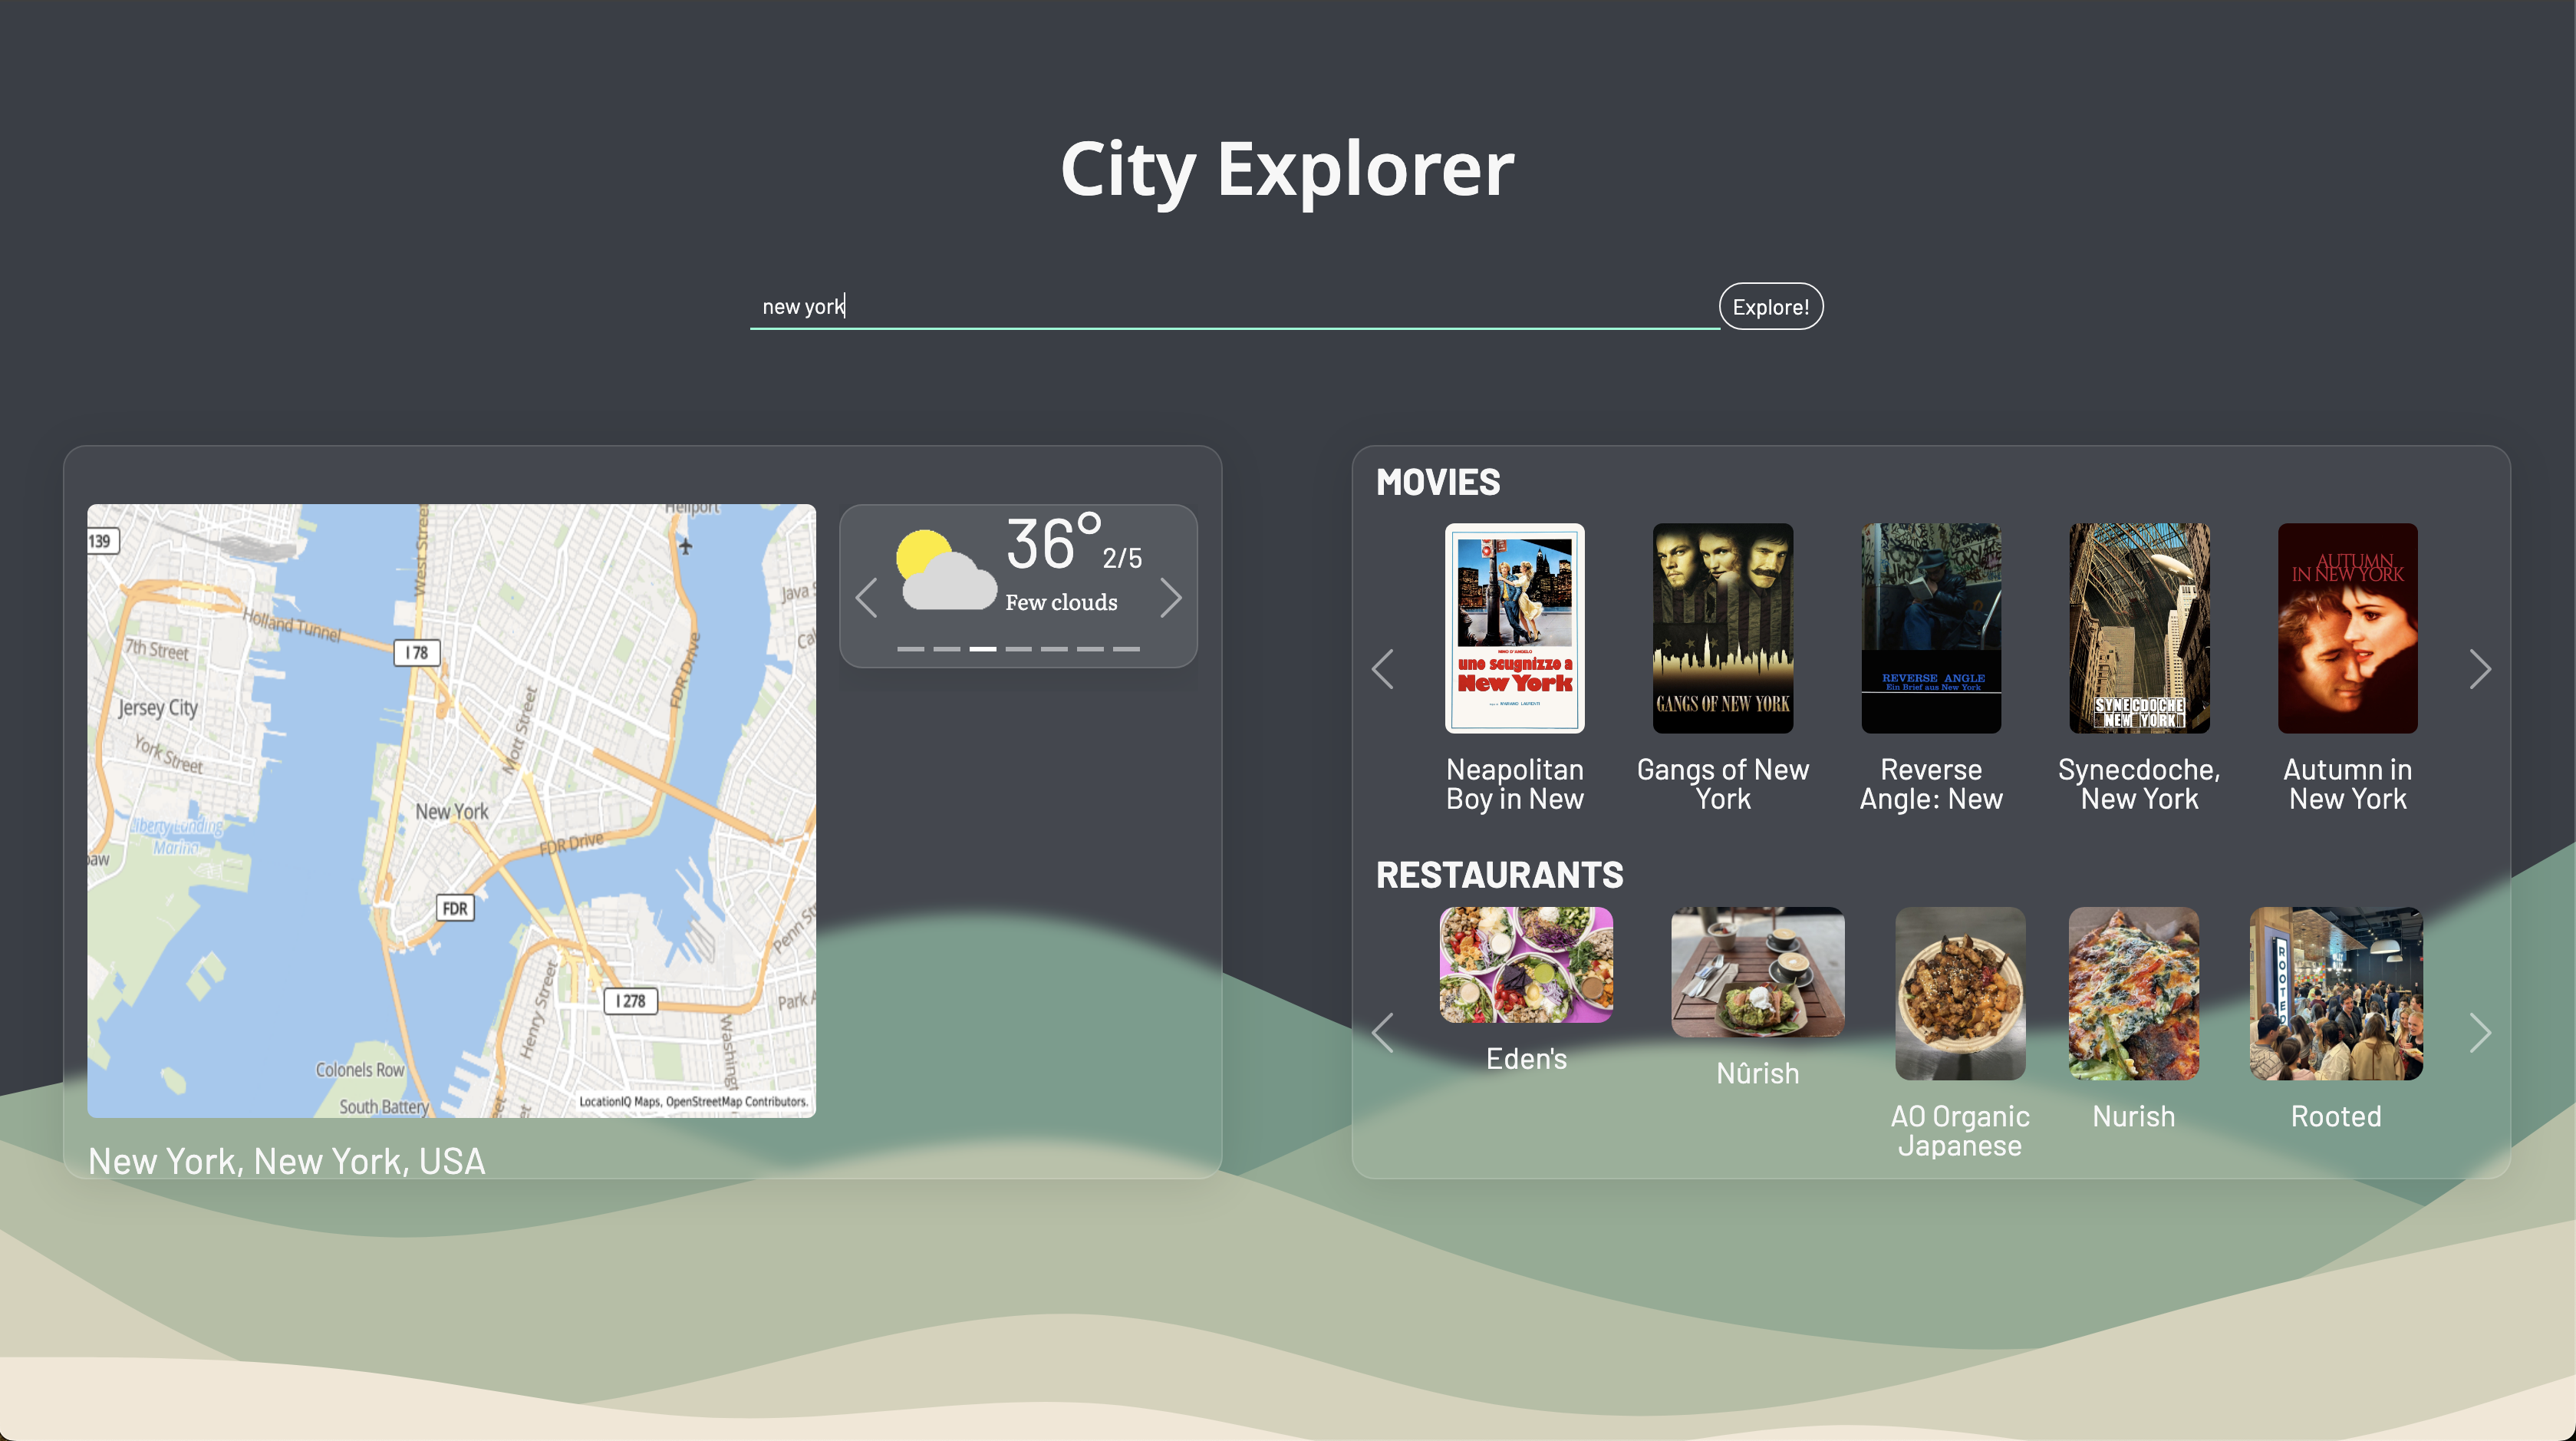 City Explorer
new york
Explore!
139
Heliport
West Street
Java
Holland Tunnel
I 78
7th Street
FDR Drive
Jersey City
Mott Street
York Street
New York
Liberty Landing
Marina
FDR Drive
FDR
Penn
I 278
Park
Henry Street
Colonels Row
South Battery
LocationIQ Maps, OpenStreetMap Contributors.
New York, New York, USA
36°
2/5
Few clouds
MOVIES
NINO D'ANGELO
uno scugnizzo a
New York
GANGS OF NEW YORK
REVERSE ANGLE
Ein Brief aus New York
SYNECDOCHE
NEW YORK
AUTUMN
IN NEW YORK
Neapolitan
Boy in New
Gangs of New
York
Reverse
Angle: New
Synecdoche,
New York
Autumn in
New York
RESTAURANTS
ROOTED
Eden's
Nûrish
AO Organic
Japanese
Nurish
Rooted